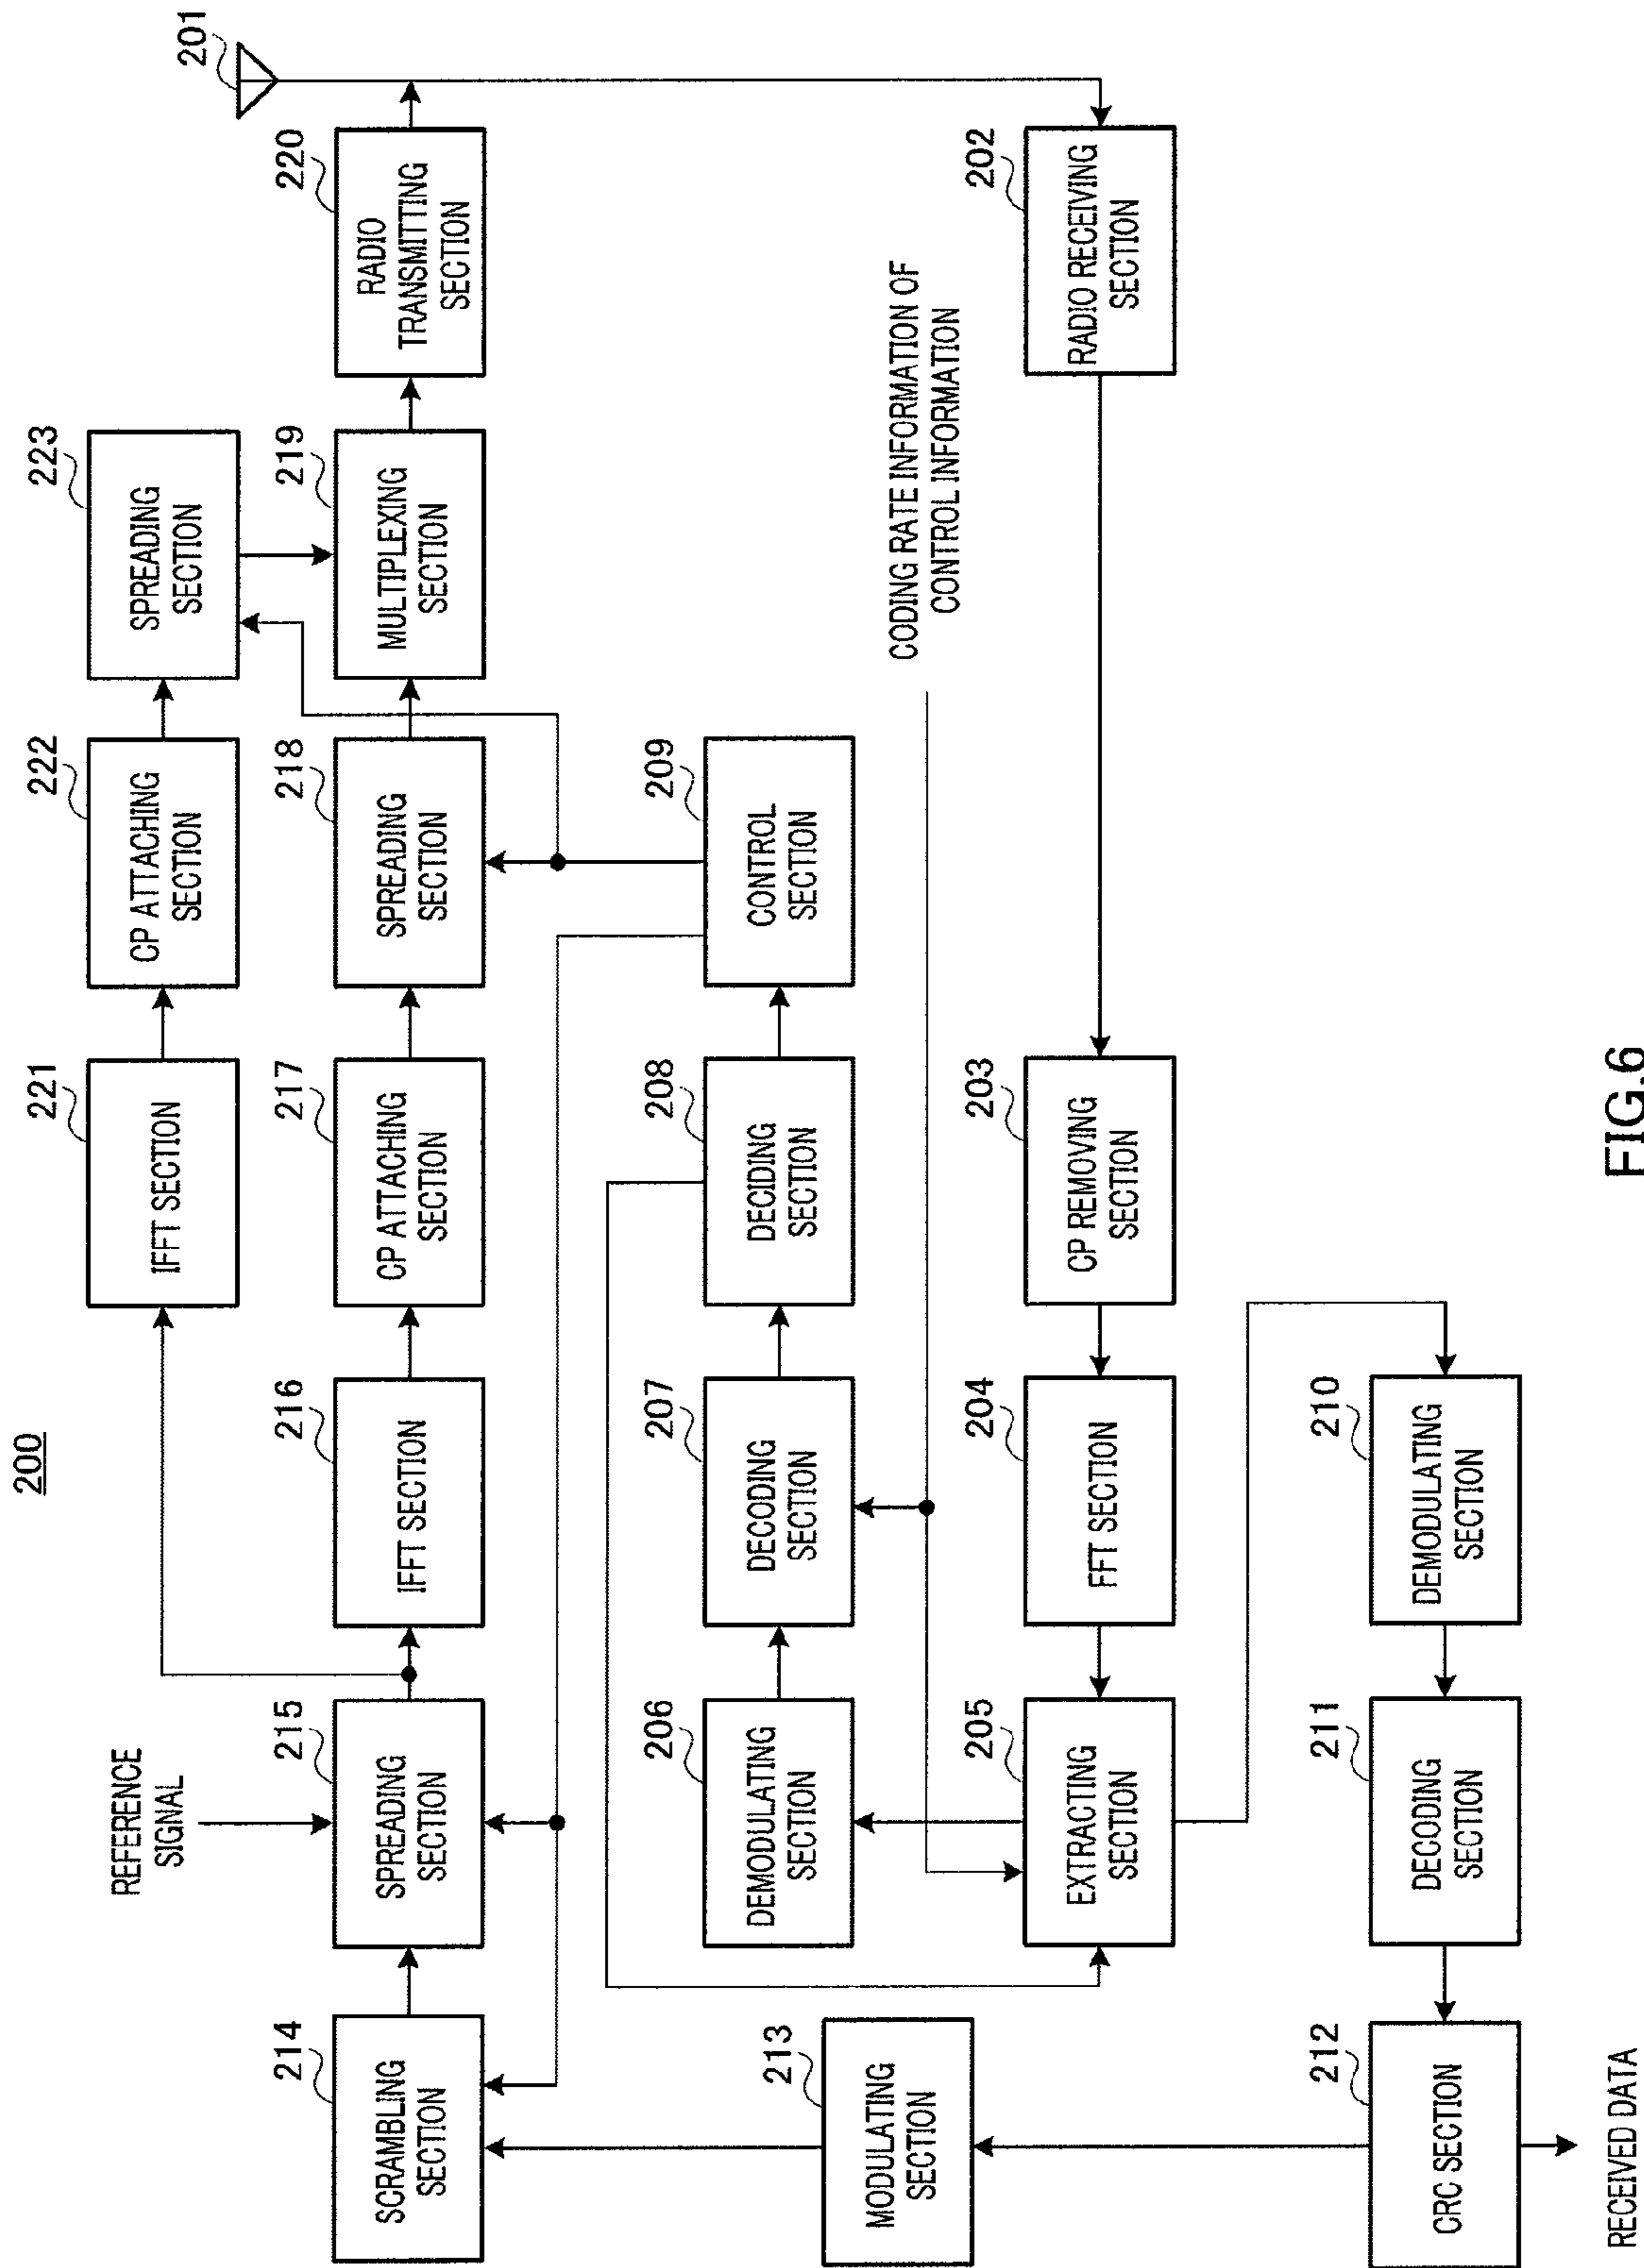 200
REFERENCE
SIGNAL
221
IFFT SECTION
222
CP ATTACHING
SECTION
223
SPREADING
SECTION
201
214
SCRAMBLING
SECTION
215
SPREADING
SECTION
216
IFFT SECTION
217
CP ATTACHING
SECTION
218
SPREADING
SECTION
219
MULTIPLEXING
SECTION
220
RADIO
TRANSMITTING
SECTION
206
DEMODULATING
SECTION
207
DECODING
SECTION
208
DECIDING
SECTION
209
CONTROL
SECTION
213
MODULATING
SECTION
CODING RATE INFORMATION OF
CONTROL INFORMATION
205
EXTRACTING
SECTION
204
FFT SECTION
203
CP REMOVING
SECTION
202
RADIO RECEIVING
SECTION
212
CRC SECTION
211
DECODING
SECTION
210
DEMODULATING
SECTION
RECEIVED DATA
FIG.6